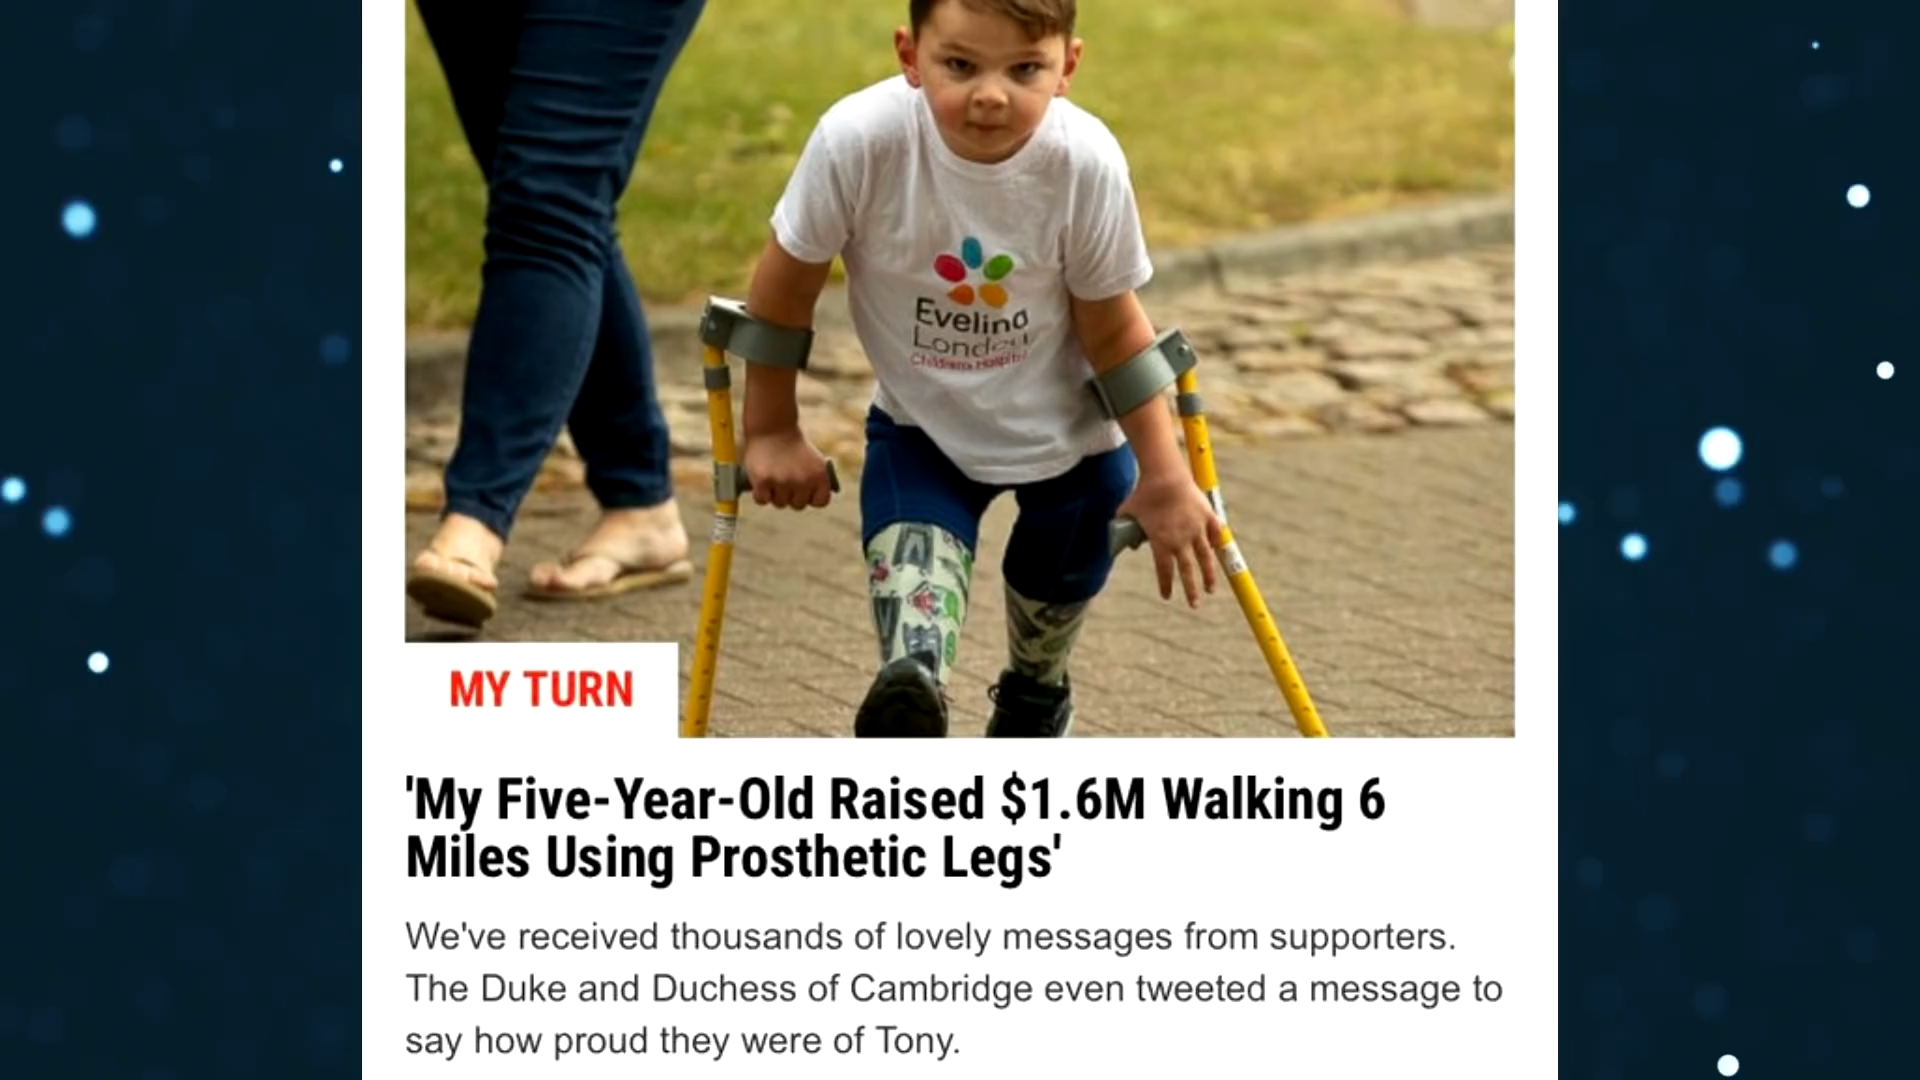 Evelina
London
Children's Hospital
MY TURN
'My Five-Year-Old Raised $1.6M Walking 6
Miles Using Prosthetic Legs'
We've received thousands of lovely messages from supporters.
The Duke and Duchess of Cambridge even tweeted a message to
say how proud they were of Tony.